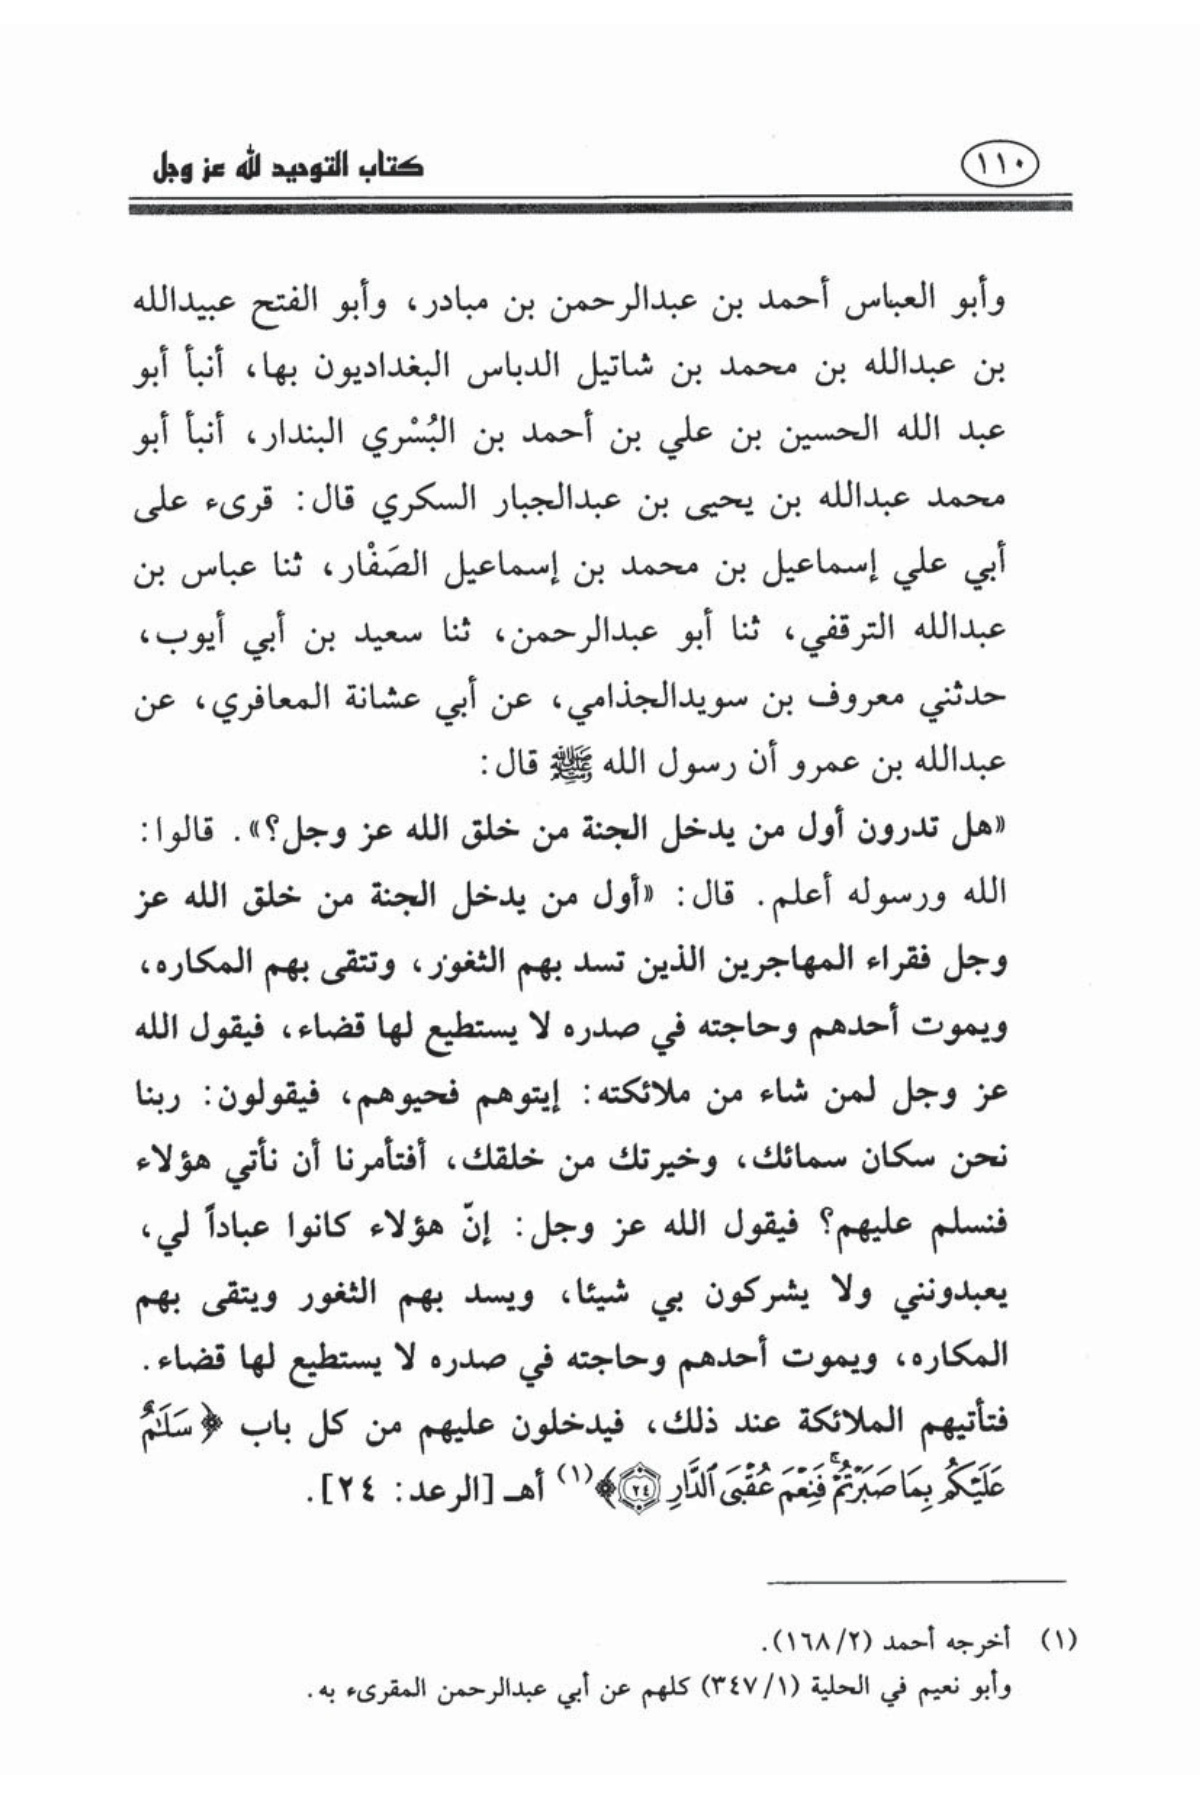 ١١٠
كتاب التوحيد لله عز وجل
وأبو العباس أحمد بن عبدالرحمن بن مبادر، وأبو الفتح عبيدالله
بن عبدالله بن محمد بن شاتيل الدباس البغداديون بها، أنبأ أبو
عبد الله الحسين بن علي بن أحمد بن البُسْري البندار، أنبأ أبو
محمد عبدالله بن يحيى بن عبدالجبار السكري قال: قرىء على
أبي علي إسماعيل بن محمد بن إسماعيل الصَفْار، ثنا عباس بن
عبدالله الترقفي، ثنا أبو عبدالرحمن، ثنا سعيد بن أبي أيوب،
حدثني معروف بن سويدالجذامي، عن أبي عشانة المعافري، عن
عبدالله بن عمرو أن رسول الله ﷺ قال:
«هل تدرون أول من يدخل الجنة من خلق الله عز وجل؟». قالوا:
الله ورسوله أعلم. قال: «أول من يدخل الجنة من خلق الله عز
وجل فقراء المهاجرين الذين تسد بهم الثغور، وتتقى بهم المكاره،
ويموت أحدهم وحاجته في صدره لا يستطيع لها قضاء، فيقول الله
عز وجل لمن شاء من ملائكته: إيتوهم فحيوهم، فيقولون: ربنا
نحن سكان سمائك، وخيرتك من خلقك، أفتأمرنا أن نأتي هؤلاء
فنسلم عليهم؟ فيقول الله عز وجل: إنّ هؤلاء كانوا عباداً لي،
يعبدونني ولا يشركون بي شيئا، ويسد بهم الثغور ويتقى بهم
المكاره، ويموت أحدهم وحاجته في صدره لا يستطيع لها قضاء.
فتأتيهم الملائكة عند ذلك، فيدخلون عليهم من كل باب ﴿سَلَٰمٌ
عَلَيْكُم بِمَا صَبَرْتُمْ ۚ فَنِعْمَ عُقْبَى ٱلدَّارِ ٢٤﴾(١) أهـ [الرعد: ٢٤].
(١) أخرجه أحمد (١٦٨/٢).
وأبو نعيم في الحلية (٣٤٧/١) كلهم عن أبي عبدالرحمن المقرىء به.